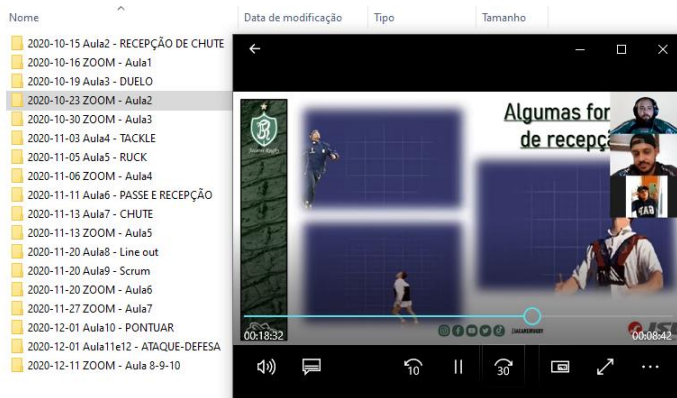 Nome
Data de modificação
Tipo
Tamanho
2020-10-15 Aula2 - RECEPÇÃO DE CHUTE
2020-10-16 ZOOM - Aula1
2020-10-19 Aula3 - DUELO
2020-10-23 ZOOM - Aula2
2020-10-30 ZOOM - Aula3
2020-11-03 Aula4 - TACKLE
2020-11-05 Aula5 - RUCK
2020-11-06 ZOOM - Aula4
2020-11-11 Aula6 - PASSE E RECEPÇÃO
2020-11-13 Aula7 - CHUTE
2020-11-13 ZOOM - Aula5
2020-11-20 Aula8 - Line out
2020-11-20 Aula9 - Scrum
2020-11-20 ZOOM - Aula6
2020-11-27 ZOOM - Aula7
2020-12-01 Aula10 - PONTUAR
2020-12-01 Aula11e12 - ATAQUE-DEFESA
2020-12-11 ZOOM - Aula 8-9-10
Algumas for
de recepç
00:18:32
00:08:42
10
30